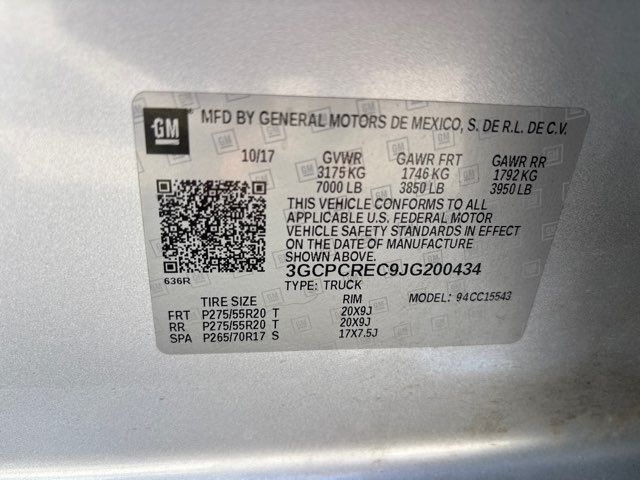 GM MFD BY GENERAL MOTORS DE MEXICO, S. DE R.L. DE C.V.
10/17 GVWR GAWR FRT GAWR RR
3175 KG 1746 KG 1792 KG
7000 LB 3850 LB 3950 LB
THIS VEHICLE CONFORMS TO ALL
APPLICABLE U.S. FEDERAL MOTOR
VEHICLE SAFETY STANDARDS IN EFFECT
ON THE DATE OF MANUFACTURE
SHOWN ABOVE.
636R 3GCPCREC9JG200434
TYPE: TRUCK MODEL: 94CC15543
TIRE SIZE RIM
FRT P275/55R20 T 20X9J
RR P275/55R20 T 20X9J
SPA P265/70R17 S 17X7.5J